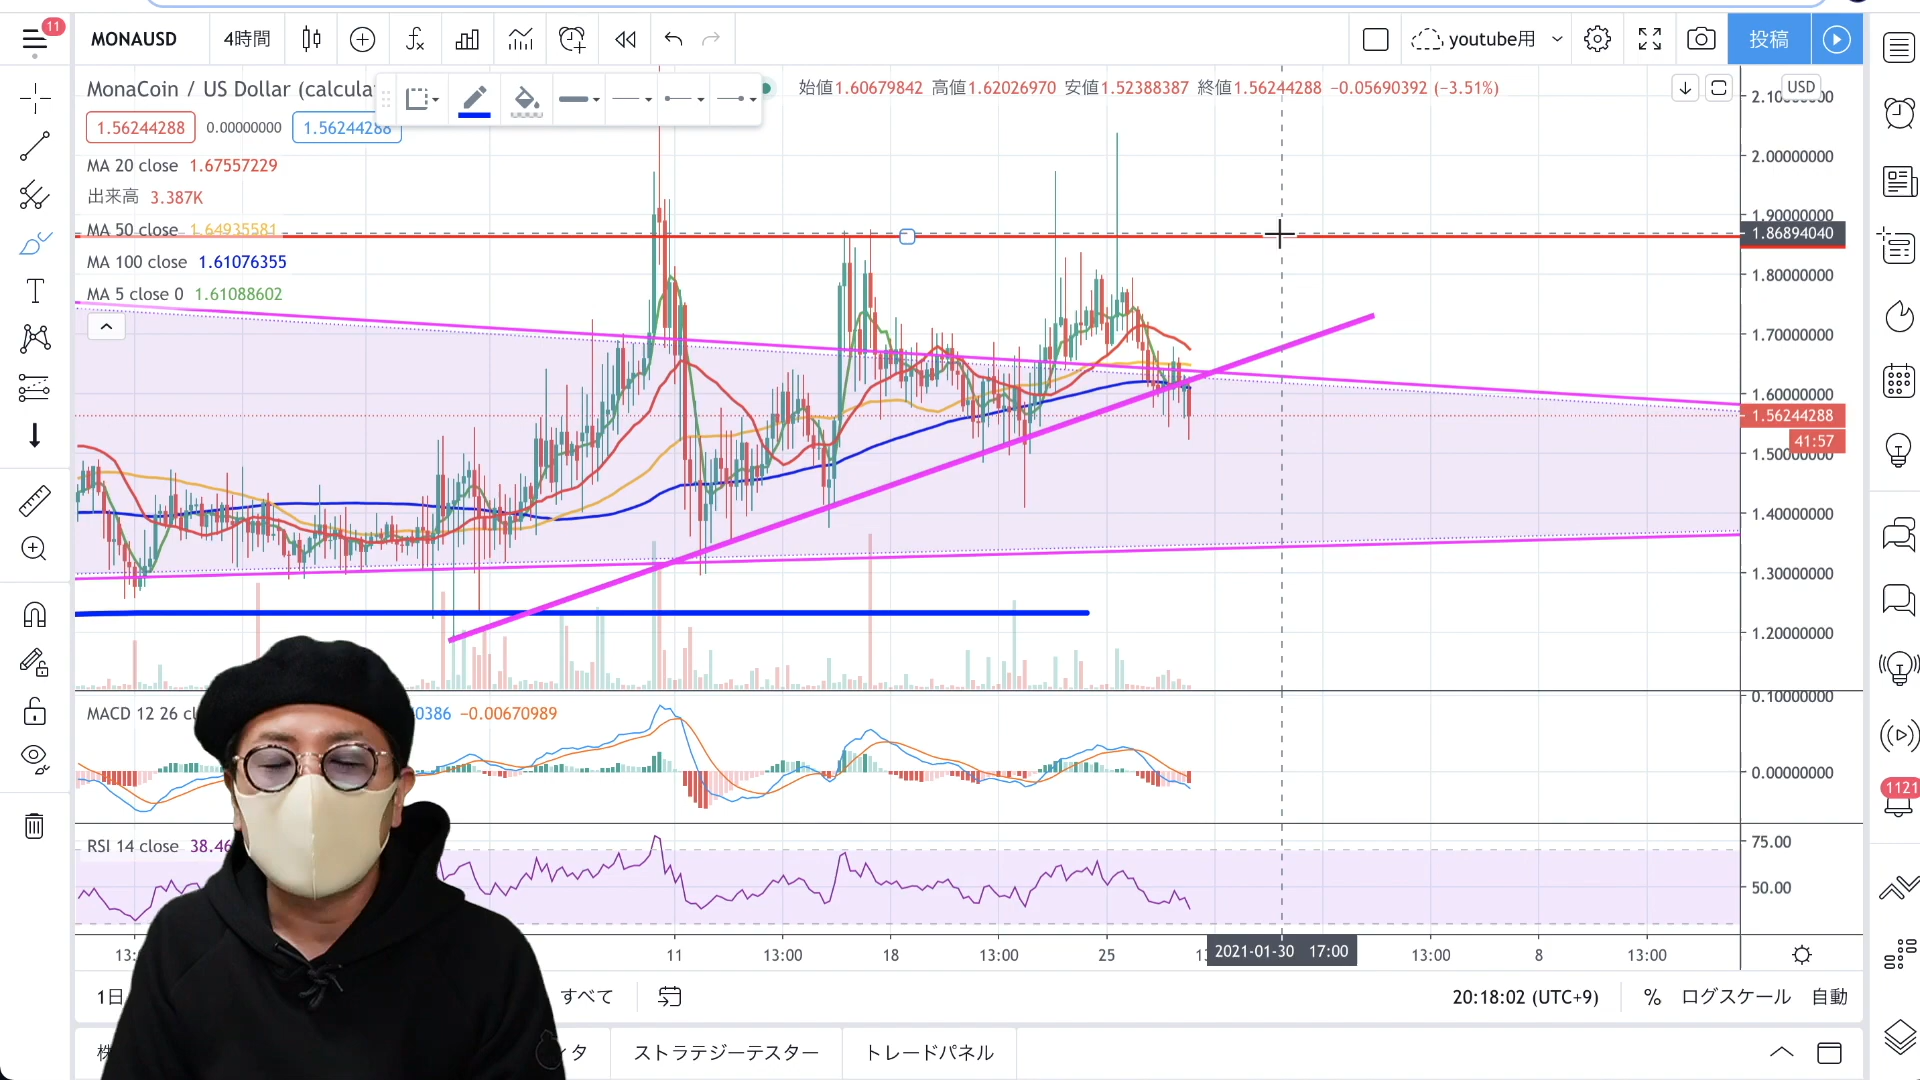 11
MONAUSD 4時間 youtube用 投稿
MonaCoin / US Dollar (calcula 始値1.60679842 高値1.62026970 安値1.52388387 終値1.56244288 −0.05690392 (−3.51%) USD
1.56244288 0.00000000 1.56244288
MA 20 close 1.67557229
出来高 3.387K
MA 50 close 1.64935581
MA 100 close 1.61076355
MA 5 close 0 1.61088602
2.00000000
1.90000000
1.86894040
1.80000000
1.70000000
1.60000000
1.56244288
41:57
1.50000000
1.40000000
1.30000000
1.20000000
MACD 12 26 cl 0386 −0.00670989
0.10000000
0.00000000
1121
RSI 14 close 38.46
75.00
50.00
13: 11 13:00 18 13:00 25 1 2021-01-30 17:00 13:00 8 13:00
1日 すべて 20:18:02 (UTC+9) % ログスケール 自動
ィタ ストラテジーテスター トレードパネル